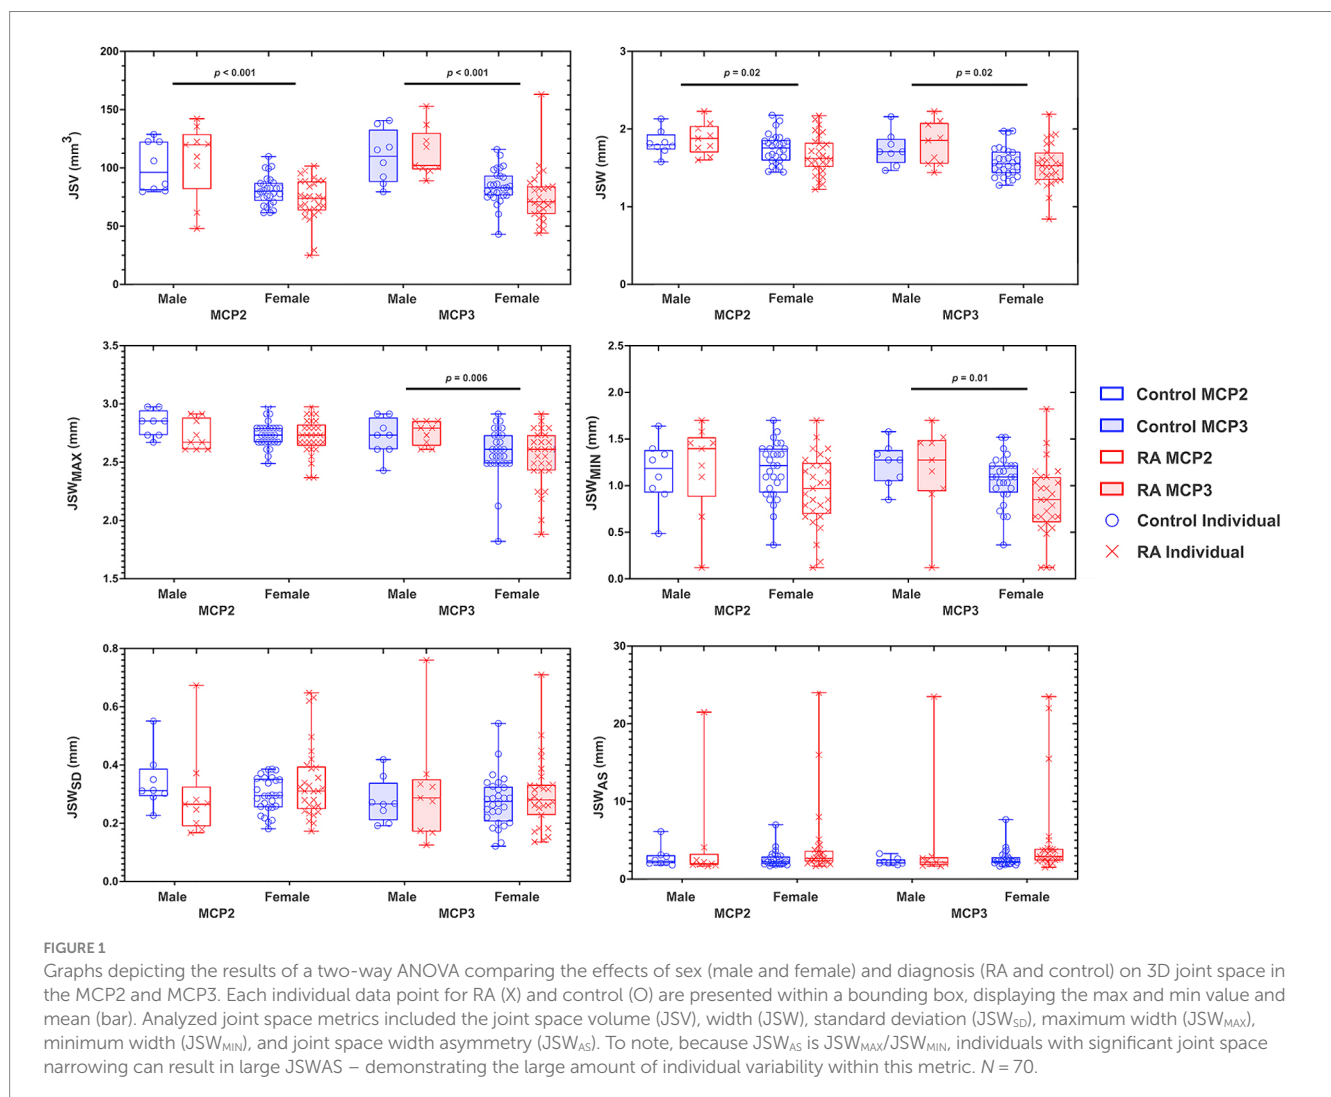 200
150
100
50
0
JSV (mm3)
p < 0.001
p < 0.001
Male
Female
Male
Female
MCP2
MCP3
3
2
1
0
JSW (mm)
p = 0.02
p = 0.02
Male
Female
Male
Female
MCP2
MCP3
3.5
3.0
2.5
2.0
1.5
JSWMAX (mm)
p = 0.006
Male
Female
Male
Female
MCP2
MCP3
2.5
2.0
1.5
1.0
0.5
0.0
JSWMIN (mm)
p = 0.01
Male
Female
Male
Female
MCP2
MCP3
Control MCP2
Control MCP3
RA MCP2
RA MCP3
Control Individual
RA Individual
0.8
0.6
0.4
0.2
0.0
JSWSD (mm)
Male
Female
Male
Female
MCP2
MCP3
30
20
10
0
JSWAS (mm)
Male
Female
Male
Female
MCP2
MCP3
FIGURE 1
Graphs depicting the results of a two-way ANOVA comparing the effects of sex (male and female) and diagnosis (RA and control) on 3D joint space in
the MCP2 and MCP3. Each individual data point for RA (X) and control (O) are presented within a bounding box, displaying the max and min value and
mean (bar). Analyzed joint space metrics included the joint space volume (JSV), width (JSW), standard deviation (JSWSD), maximum width (JSWMAX),
minimum width (JSWMIN), and joint space width asymmetry (JSWAS). To note, because JSWAS is JSWMAX/JSWMIN, individuals with significant joint space
narrowing can result in large JSWAS – demonstrating the large amount of individual variability within this metric. N = 70.